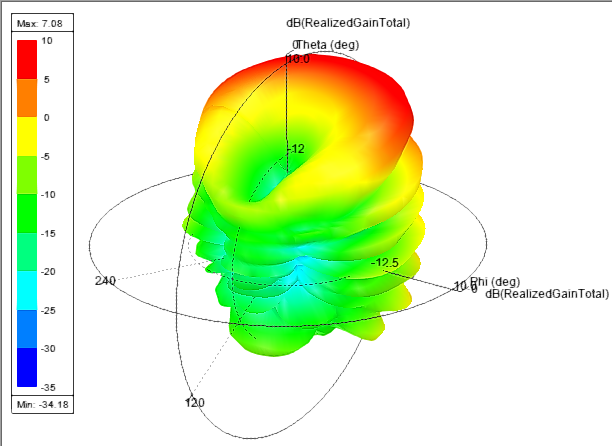 dB(RealizedGainTotal)
Max: 7.08
0Theta (deg)
10
10.0
5
0
-5
-12
-10
-15
-20
-12.5
-25
240
10.0
Phi (deg)
0
dB(RealizedGainTotal)
-30
-35
Min: -34.18
120